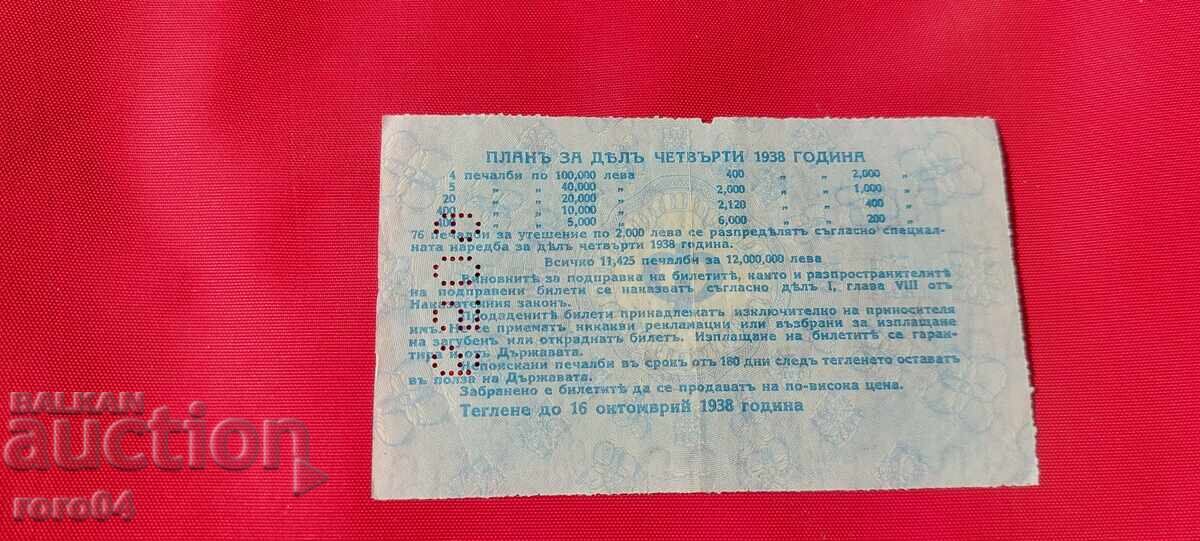 ПЛАНЪ ЗА ДѢЛЪ ЧЕТВЪРТИ 1938 ГОДИНА
4 печалби по 100,000 лева 400 „ „ 2,000 „
5 „ „ 40,000 „ 2,000 „ „ 1,000 „
20 „ „ 20,000 „ 2,120 „ „ 400 „
400 „ „ 10,000 „ 6,000 „ „ 200 „
400 „ „ 5,000 „
76 печалби за утешение по 2,000 лева се разпредѣлятъ съгласно специал-
ната наредба за дѣлъ четвърти 1938 година.
Всичко 11,425 печалби за 12,000,000 лева
Виновнитѣ за подправка на билетитѣ, както и разпространителитѣ
на подправени билети се наказватъ съгласно дѣлъ I, глава VIII отъ
Наказателния законъ.
Продаденитѣ билети принадлежатъ изключително на приносителя
имъ. Не се приематъ никакви рекламации или възбрани за изплащане
на загубенъ или откраднатъ билетъ. Изплащане на билетитѣ се гаран-
тира отъ Държавата.
Непоискани печалби въ срокъ отъ 180 дни следъ тегленето оставатъ
въ полза на Държавата.
Забранено е билетитѣ да се продаватъ на по-висока цена.
Теглене до 16 октомврий 1938 година
BALKAN
auction
roro04